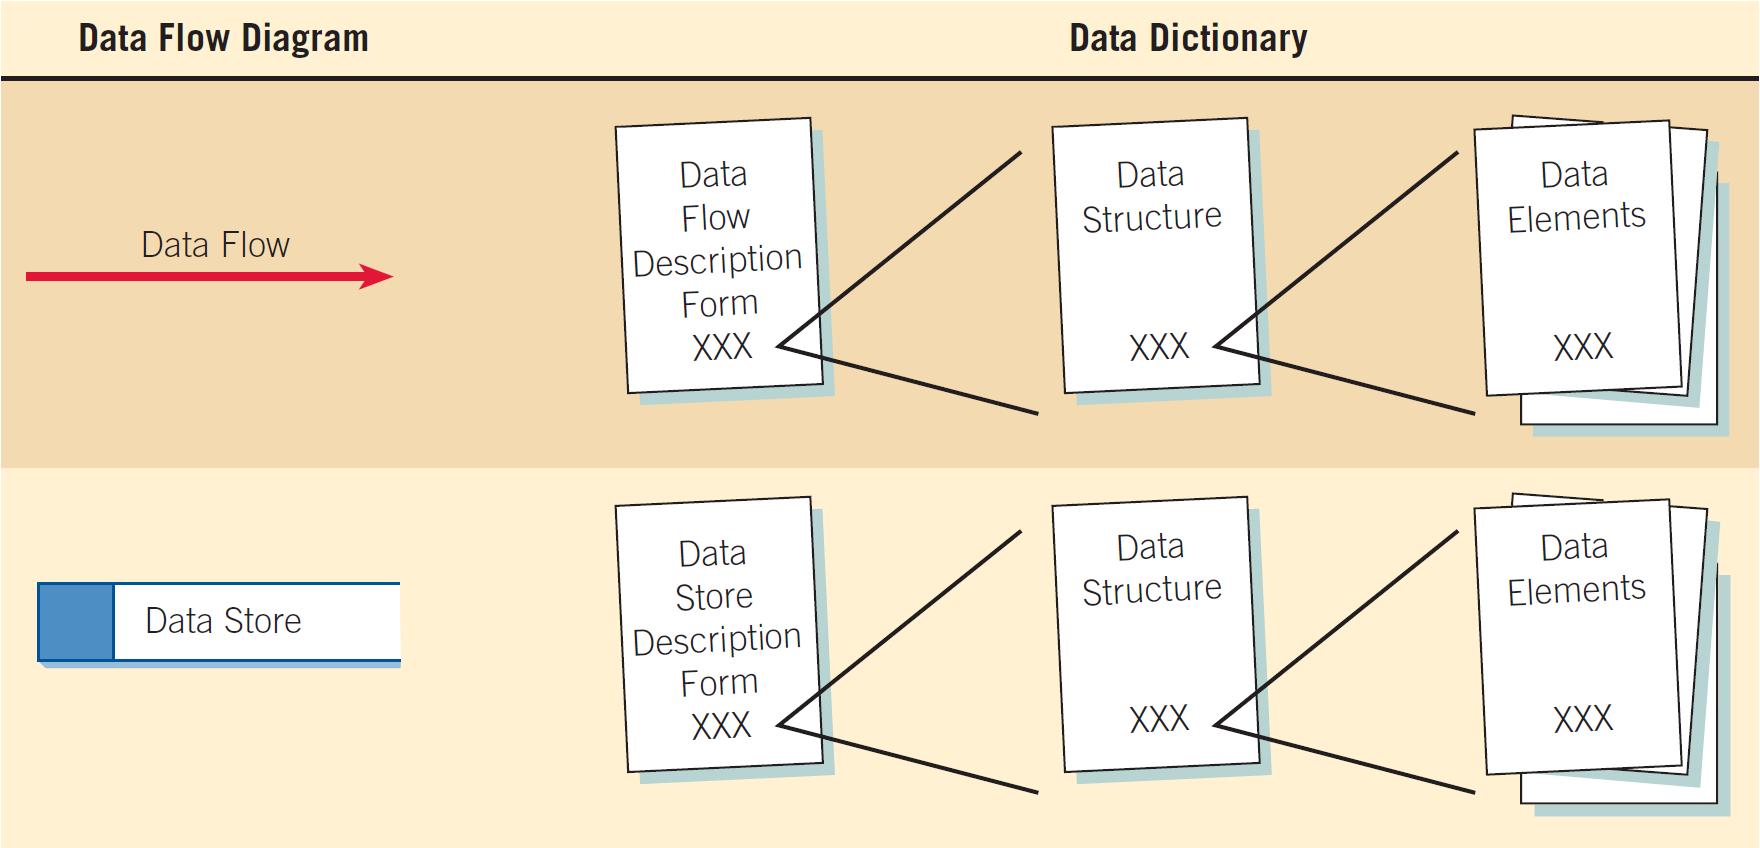 Data Flow Diagram
Data Dictionary
Data Flow
Data
Flow
Description
Form
XXX
Data
Structure
XXX
Data
Elements
XXX
Data Store
Data
Store
Description
Form
XXX
Data
Structure
XXX
Data
Elements
XXX